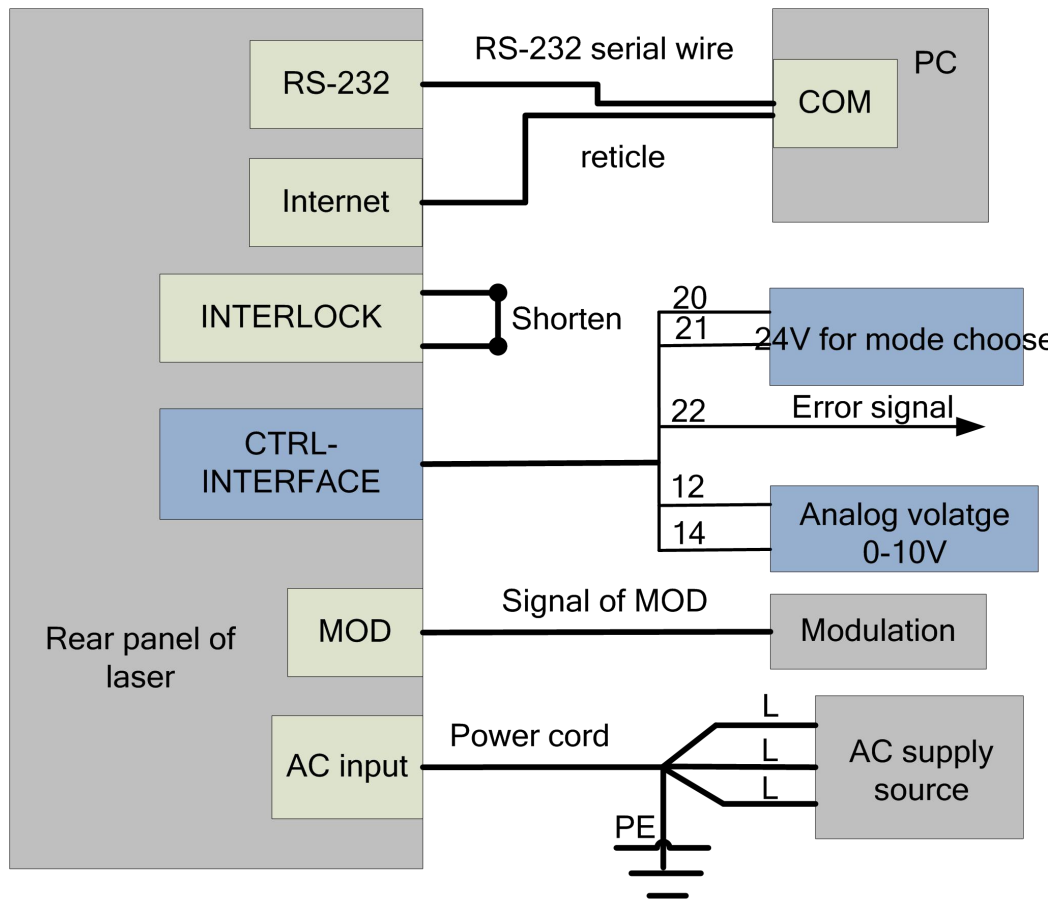 RS-232 serial wire
PC
RS-232
COM
reticle
Internet
INTERLOCK
Shorten
20
21
24V for mode choose
22
Error signal
CTRL-
INTERFACE
12
14
Analog volatge
0-10V
Signal of MOD
MOD
Modulation
Rear panel of
laser
L
Power cord
L
AC input
AC supply
source
L
PE